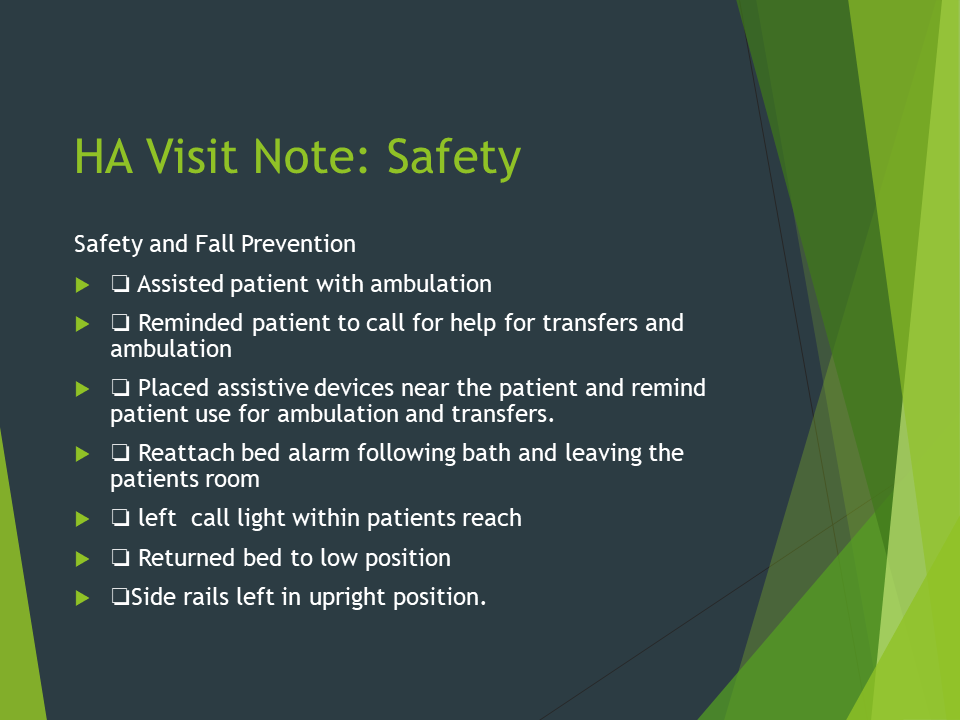 HA Visit Note: Safety
Safety and Fall Prevention
▶ ❏ Assisted patient with ambulation
▶ ❏ Reminded patient to call for help for transfers and
ambulation
▶ ❏ Placed assistive devices near the patient and remind
patient use for ambulation and transfers.
▶ ❏ Reattach bed alarm following bath and leaving the
patients room
▶ ❏ left  call light within patients reach
▶ ❏ Returned bed to low position
▶ ❏Side rails left in upright position.